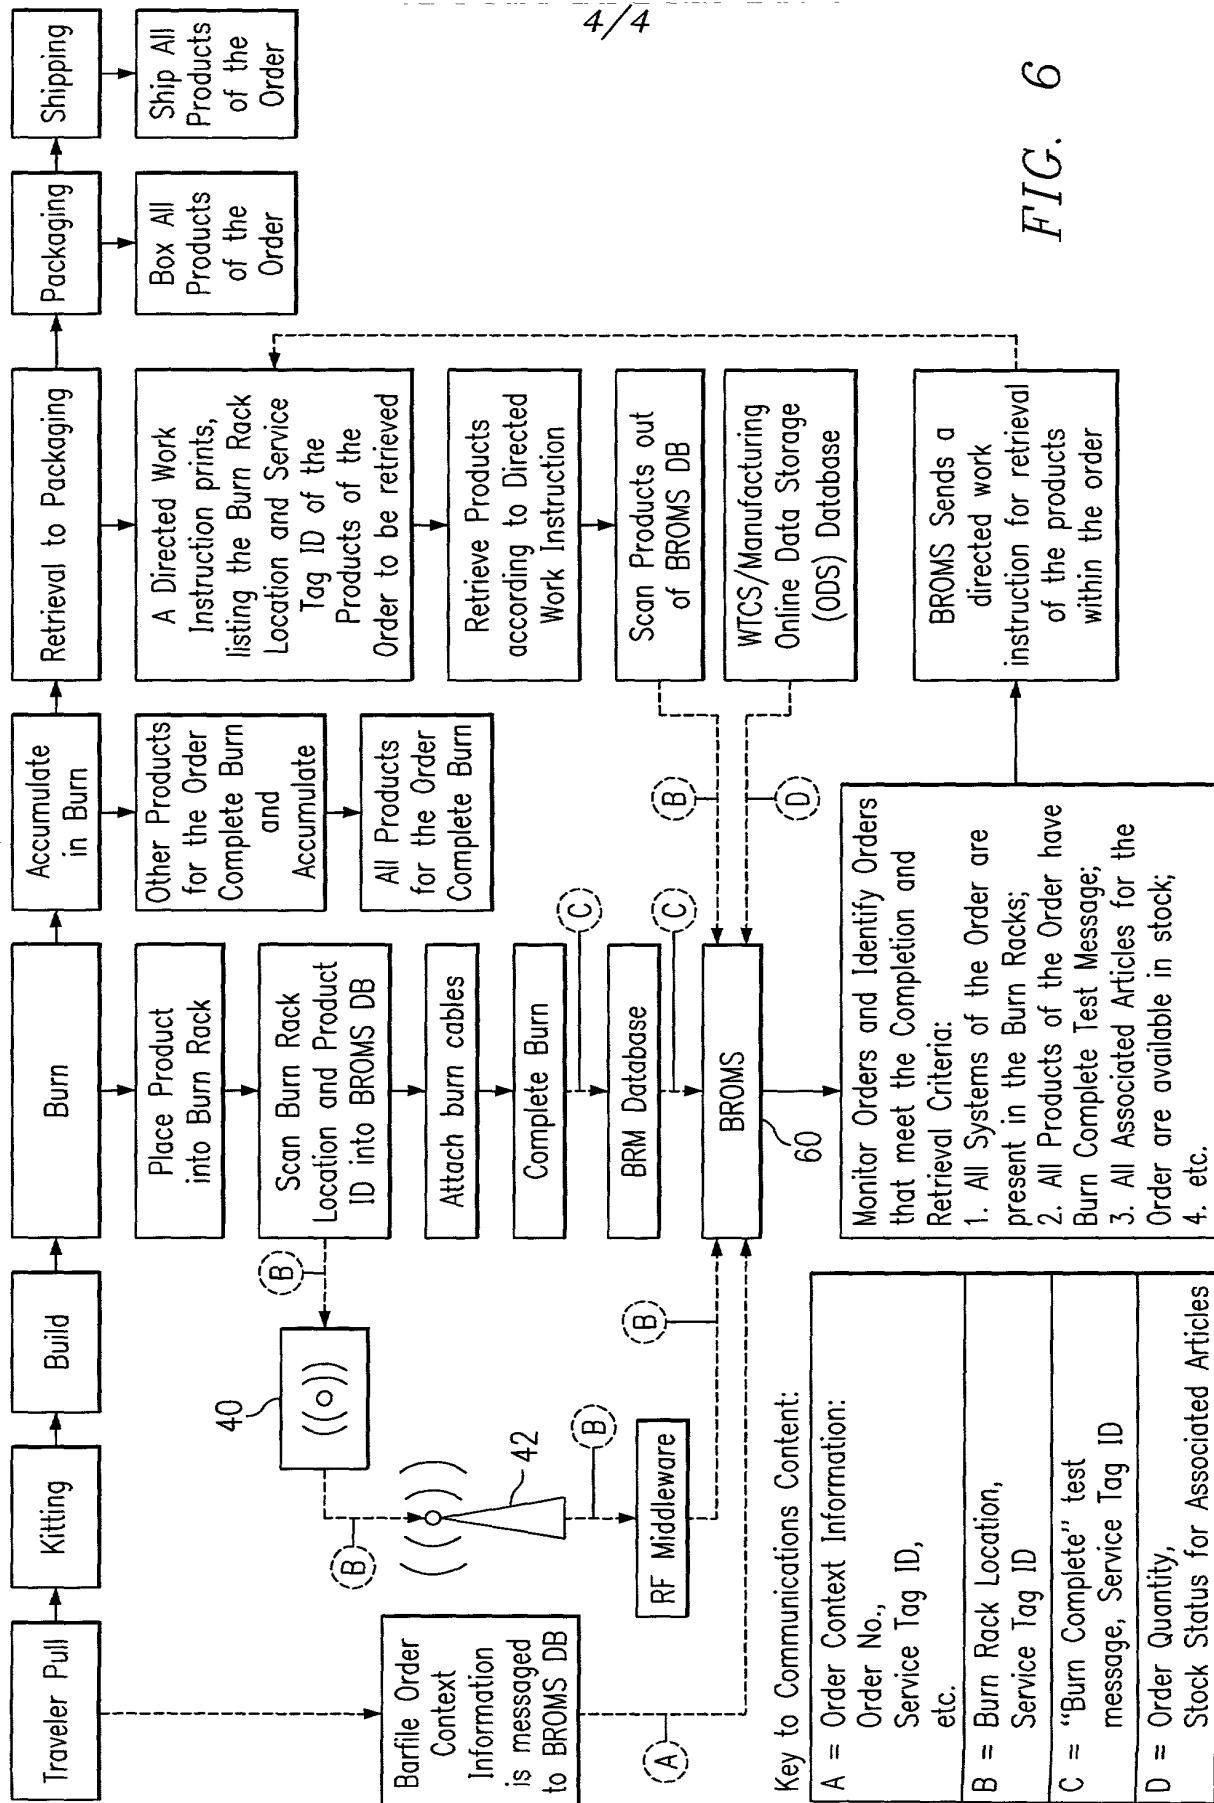 4/4
Traveler Pull
Kitting
Build
Burn
Accumulate
in Burn
Retrieval to Packaging
Packaging
Shipping
Barfile Order
Context
Information
is messaged
to BROMS DB
A
40
B
B
42
B
RF Middleware
B
Place Product
into Burn Rack
Scan Burn Rack
Location and Product
ID into BROMS DB
Attach burn cables
Complete Burn
C
BRM Database
C
BROMS
60
Other Products
for the Order
Complete Burn
and
Accumulate
All Products
for the Order
Complete Burn
A Directed Work
Instruction prints,
listing the Burn Rack
Location and Service
Tag ID of the
Products of the
Order to be retrieved
Retrieve Products
according to Directed
Work Instruction
Scan Products out
of BROMS DB
B
WTCS/Manufacturing
Online Data Storage
(ODS) Database
D
Box All
Products
of the
Order
Ship All
Products
of the
Order
Monitor Orders and Identify Orders
that meet the Completion and
Retrieval Criteria:
1. All Systems of the Order are
present in the Burn Racks;
2. All Products of the Order have
Burn Complete Test Message;
3. All Associated Articles for the
Order are available in stock;
4. etc.
BROMS Sends a
directed work
instruction for retrieval
of the products
within the order
Key to Communications Content:
A = Order Context Information:
Order No.,
Service Tag ID,
etc.
B = Burn Rack Location,
Service Tag ID
C = “Burn Complete” test
message, Service Tag ID
D = Order Quantity,
Stock Status for Associated Articles
FIG. 6